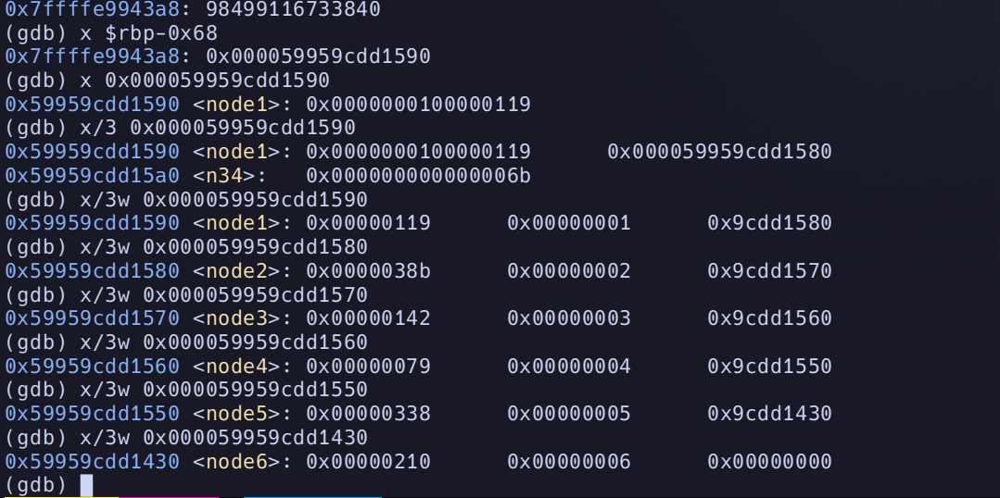 0x7ffffe9943a8: 98499116733840
(gdb) x $rbp-0x68
0x7ffffe9943a8: 0x000059959cdd1590
(gdb) x 0x000059959cdd1590
0x59959cdd1590 <node1>: 0x0000000100000119
(gdb) x/3 0x000059959cdd1590
0x59959cdd1590 <node1>: 0x0000000100000119 0x000059959cdd1580
0x59959cdd15a0 <n34>: 0x000000000000006b
(gdb) x/3w 0x000059959cdd1590
0x59959cdd1590 <node1>: 0x00000119 0x00000001 0x9cdd1580
(gdb) x/3w 0x000059959cdd1580
0x59959cdd1580 <node2>: 0x0000038b 0x00000002 0x9cdd1570
(gdb) x/3w 0x000059959cdd1570
0x59959cdd1570 <node3>: 0x00000142 0x00000003 0x9cdd1560
(gdb) x/3w 0x000059959cdd1560
0x59959cdd1560 <node4>: 0x00000079 0x00000004 0x9cdd1550
(gdb) x/3w 0x000059959cdd1550
0x59959cdd1550 <node5>: 0x00000338 0x00000005 0x9cdd1430
(gdb) x/3w 0x000059959cdd1430
0x59959cdd1430 <node6>: 0x00000210 0x00000006 0x00000000
(gdb)